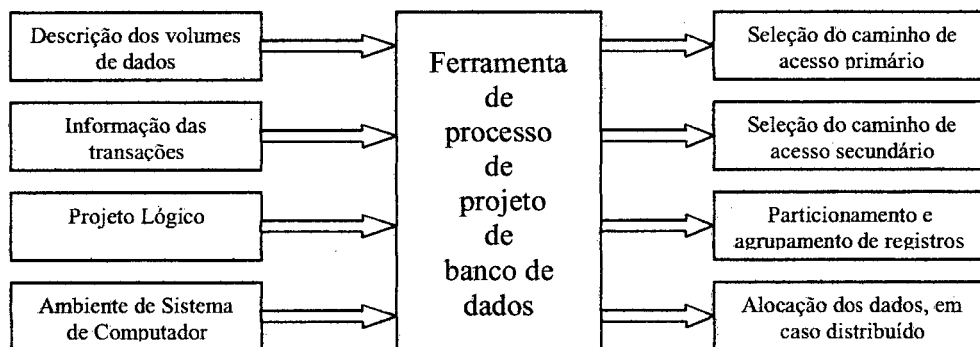 Descrição dos volumes
de dados
Informação das
transações
Projeto Lógico
Ambiente de Sistema
de Computador
Ferramenta
de
processo
de
projeto
de
banco de
dados
Seleção do caminho de
acesso primário
Seleção do caminho de
acesso secundário
Particionamento e
agrupamento de registros
Alocação dos dados, em
caso distribuído